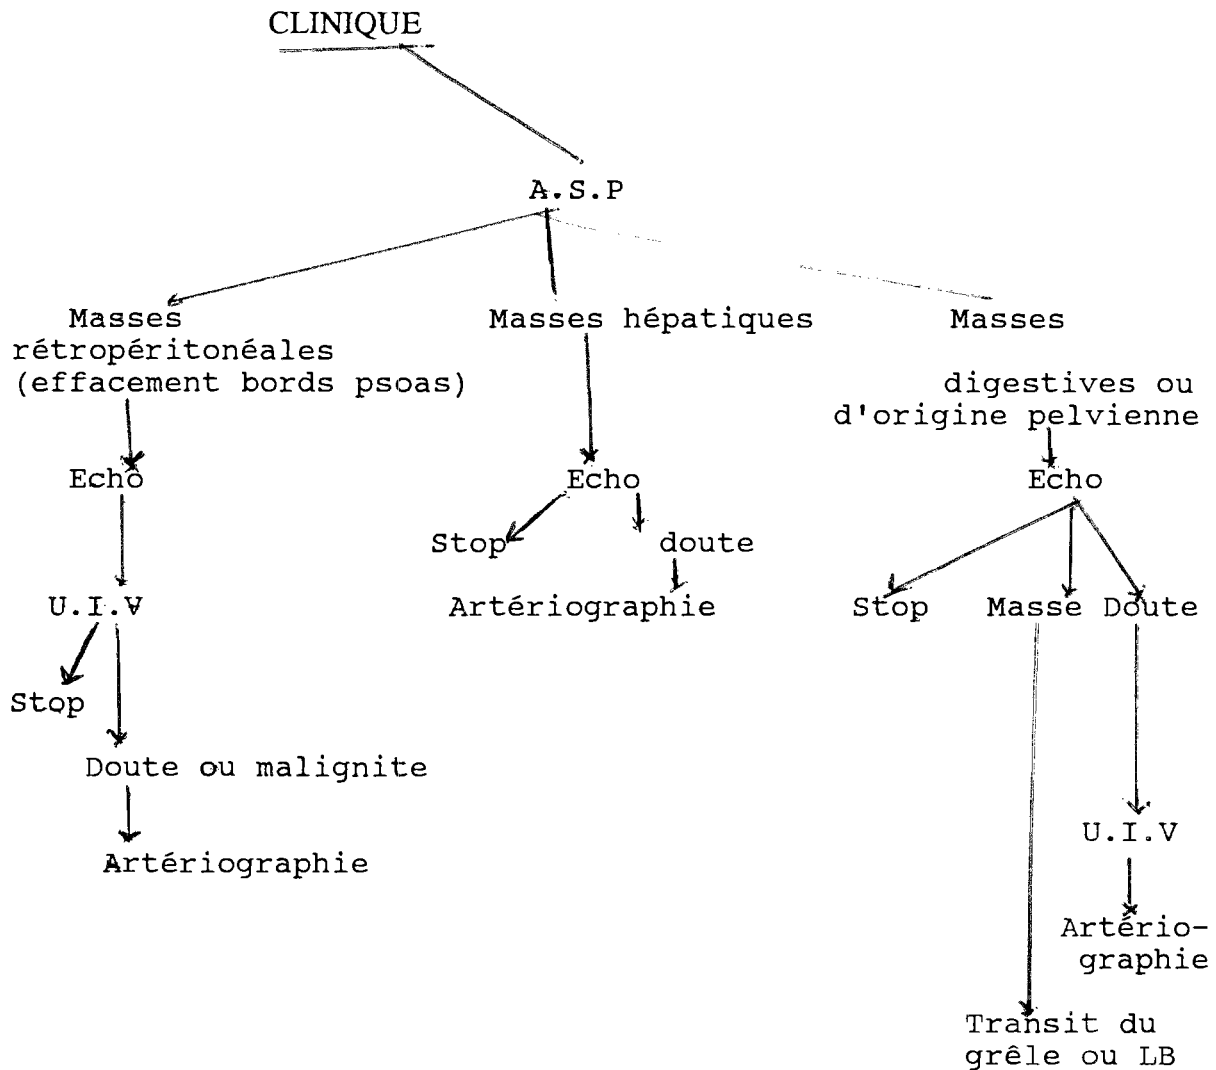 CLINIQUE
A.S.P
Masses
rétropéritonéales
(effacement bords psoas)
Masses hépatiques
Masses
digestives ou
d'origine pelvienne
Echo
Echo
Echo
Stop
doute
U.I.V
Artériographie
Stop
Masse
Doute
Stop
Doute ou malignite
U.I.V
Artériographie
Artério-
graphie
Transit du
grêle ou LB